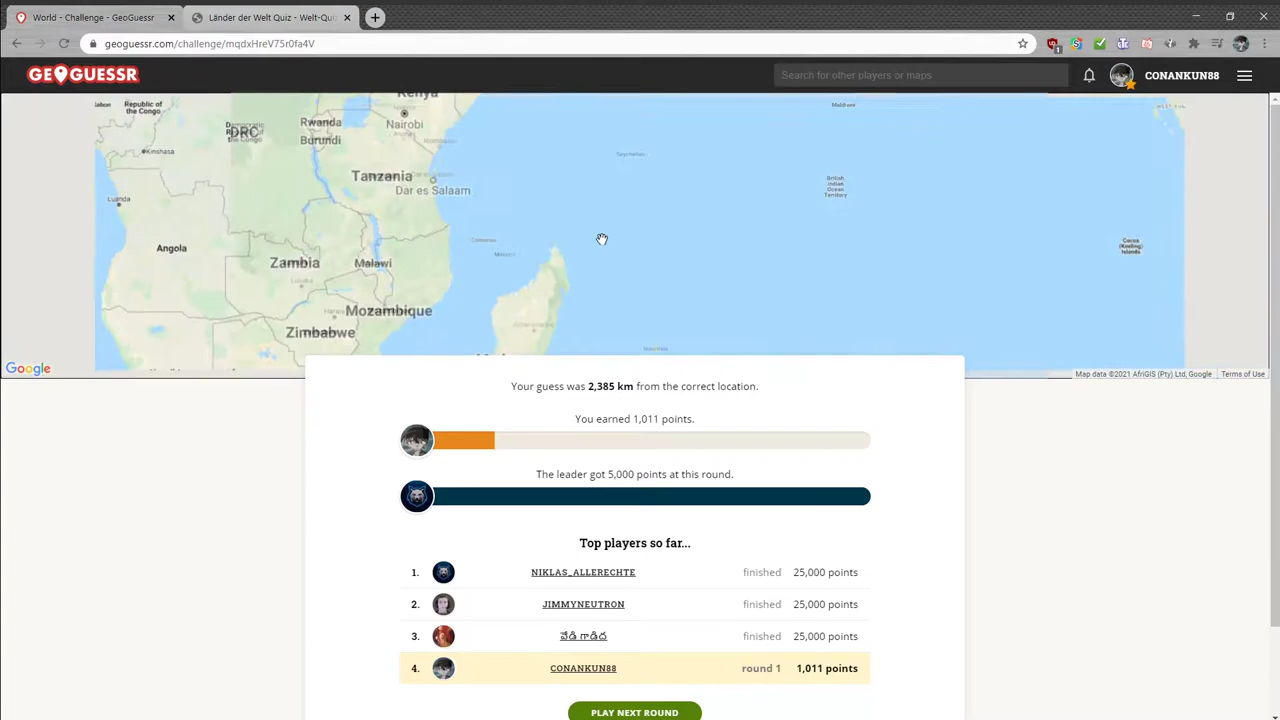 World - Challenge - GeoGuessr
Länder der Welt Quiz - Welt-Qui
geoguessr.com/challenge/mqdxHreV75r0fa4V
GEOGUESSR
Search for other players or maps
CONANKUN88
Republic of the Congo
Kenya
Maldives
Rwanda
Nairobi
DRC
Burundi
Kinshasa
Tanzania
Seychelles
Dar es Salaam
British Indian Ocean Territory
Luanda
Angola
Comoros
Cocos (Keeling) Islands
Zambia
Malawi
Lusaka
Mozambique
Zimbabwe
Google
Map data ©2021 AfriGIS (Pty) Ltd, Google
Terms of Use
Your guess was 2,385 km from the correct location.
You earned 1,011 points.
The leader got 5,000 points at this round.
Top players so far...
1. NIKLAS_ALLERECHTE finished 25,000 points
2. JIMMYNEUTRON finished 25,000 points
3. వేడి గాడిద finished 25,000 points
4. CONANKUN88 round 1 1,011 points
PLAY NEXT ROUND